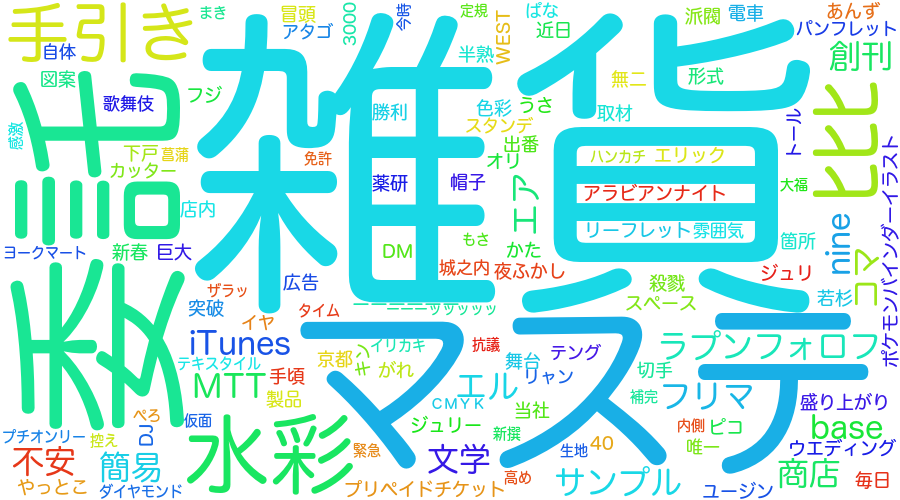 手引き
自体
まき
冒頭
アタゴ
3000
今時
定規
WEST
半熟
ぱな
近日
派閥
電車
あんず
パンフレット
創刊
図案
歌舞伎
フジ
雑貨
勝利
色彩
うさ
スタンデ
無二
形式
取材
ヒヒ
感激
委託
下戸
菖蒲
カッター
免許
出番
オリ
ハンカチ
エリック
トール
薬研
帽子
エア
アラビアンナイト
大福
店内
リーフレット
雰囲気
nine
ポケモンバインダーイラスト
ヨークマート
新春
巨大
DM
もさ
かた
箇所
コマ
城之内
夜ふかし
ジュリ
広告
ザラッ
殺戮
スペース
若杉
突破
タイム
ーーーーッッッッッ
イヤ
マステ
iTunes
テキスタイル
京都
キン
イリカキ
がれ
抗議
舞台
テング
ラプンフォロフ
MTT
手頃
製品
エル
リャン
切手
フリマ
補完
盛り上がり
CMYK
当社
ぺろ
DJ
仮面
水彩
ジュリー
新撰
内側
ピコ
base
プチオンリー
控え
緊急
文学
生地
40
唯一
ウエディング
不安
簡易
高め
サンプル
商店
毎日
やっとこ
ダイヤモンド
プリペイドチケット
ユージン